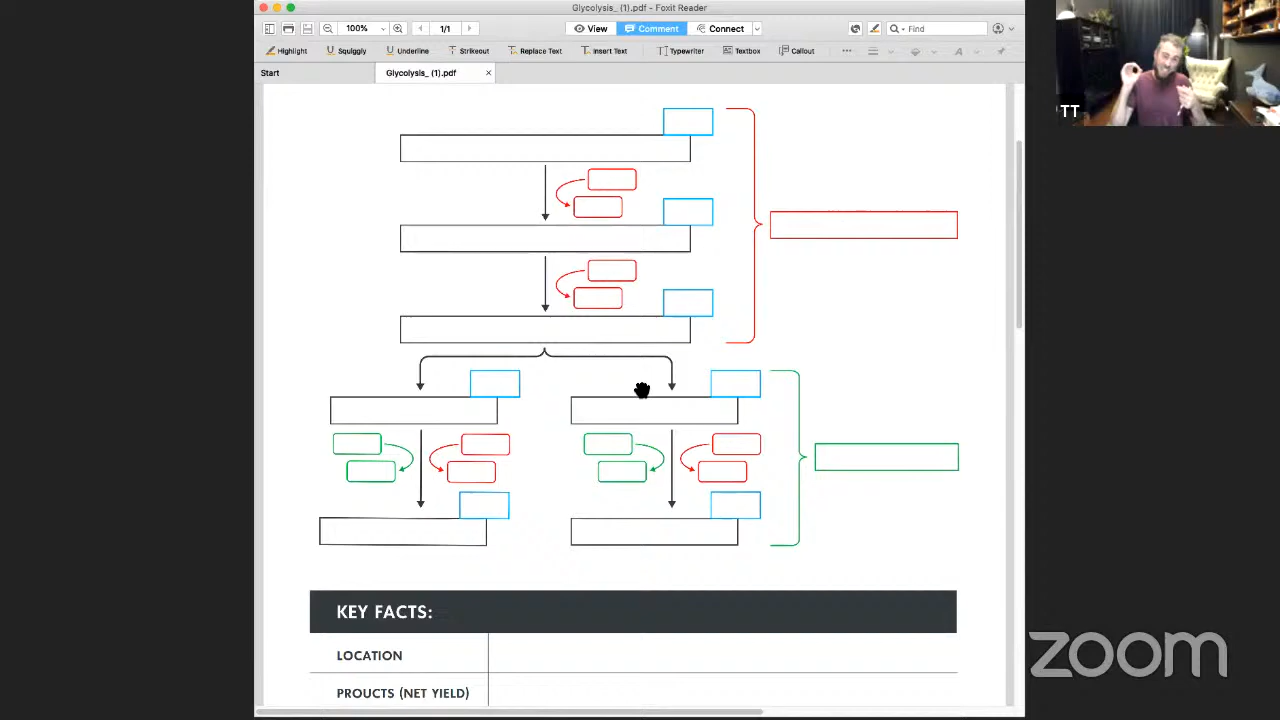 Glycolysis_ (1).pdf - Foxit Reader
100% 1/1 View Comment Connect Find
Highlight Squiggly Underline Strikeout Replace Text Insert Text Typewriter Textbox Callout
Start Glycolysis_ (1).pdf
TT
KEY FACTS:
LOCATION
PROUCTS (NET YIELD)
zoom